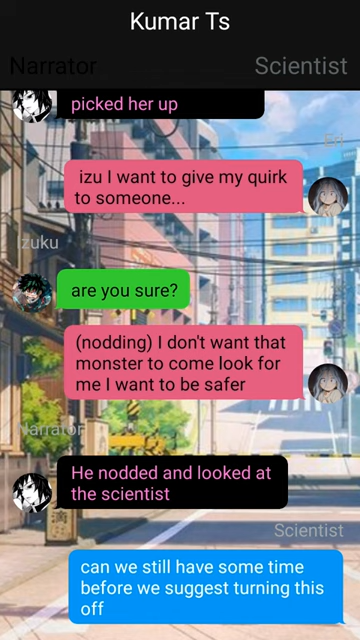 Kumar Ts
Narrator
Scientist
picked her up
Eri
izu I want to give my quirk
to someone...
Izuku
are you sure?
(nodding) I don't want that
monster to come look for
me I want to be safer
Narrator
He nodded and looked at
the scientist
Scientist
can we still have some time
before we suggest turning this
off